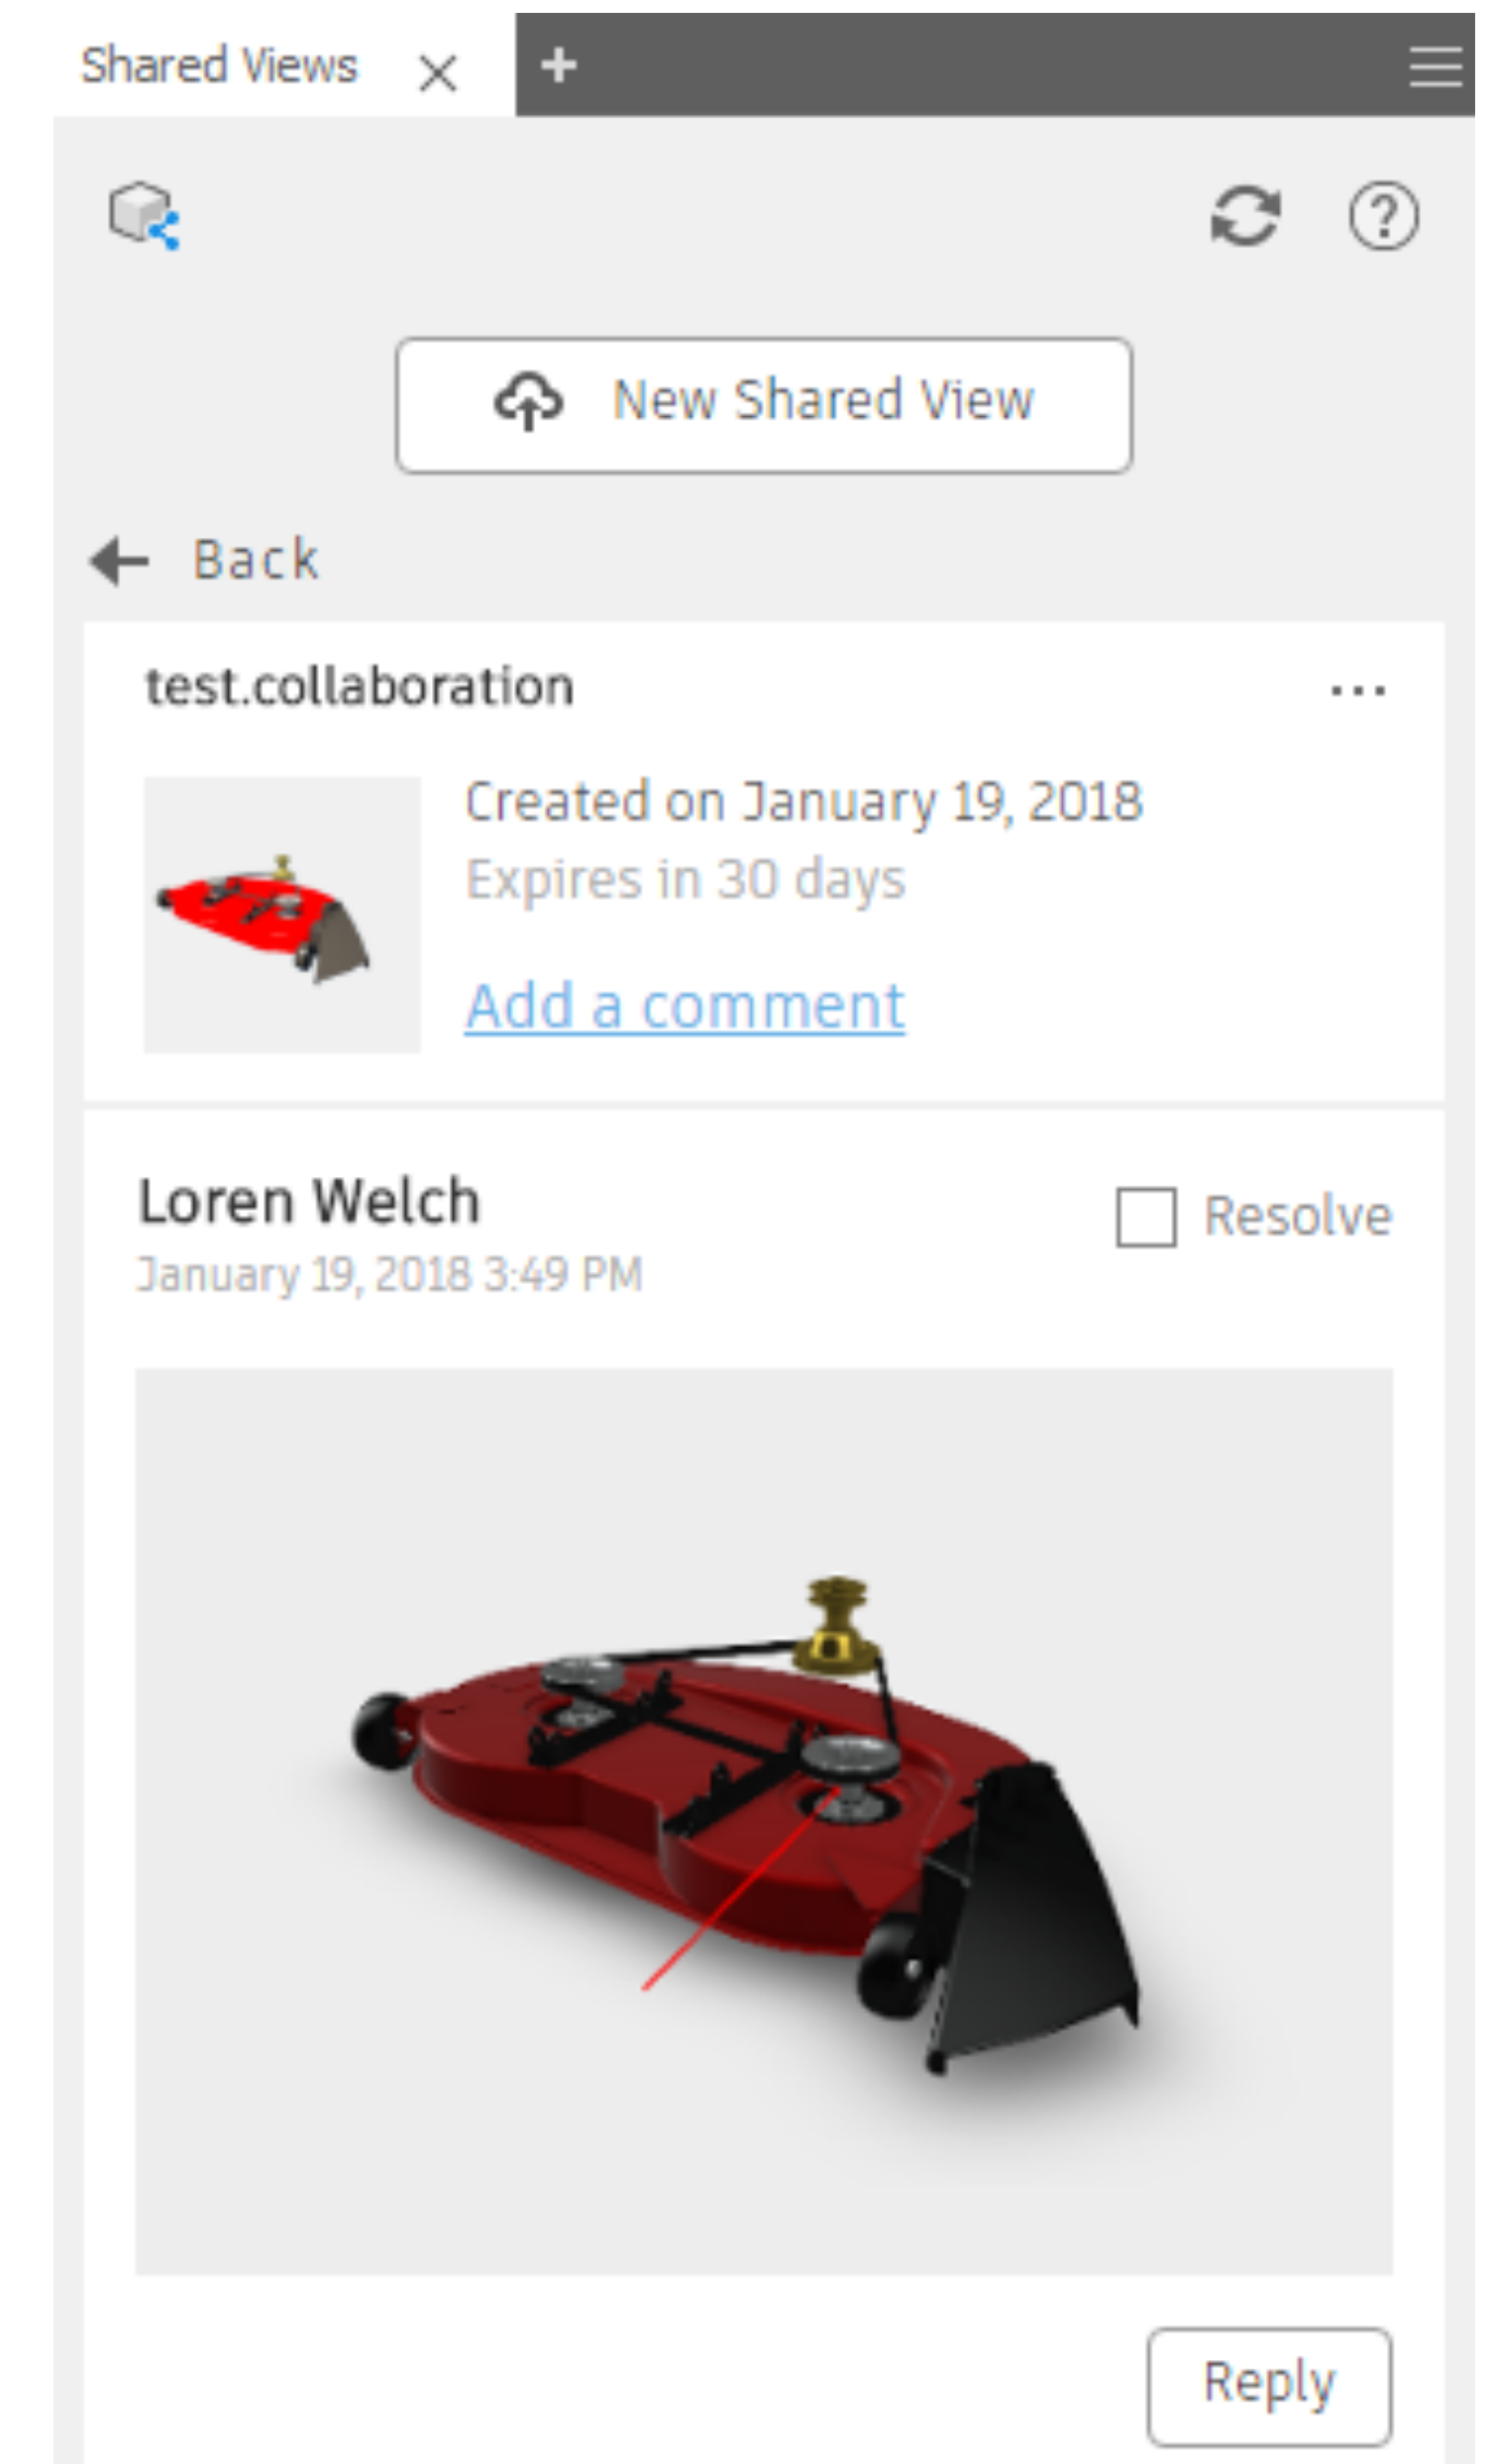 Shared Views
New Shared View
Back
test.collaboration
Created on January 19, 2018
Expires in 30 days
Add a comment
Loren Welch
Resolve
January 19, 2018 3:49 PM
Reply